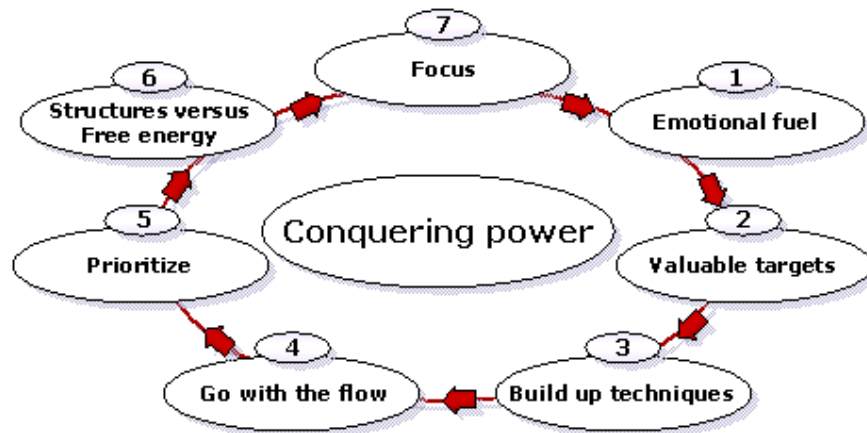 7
Focus
6
Structures versus
Free energy
1
Emotional fuel
5
Prioritize
Conquering power
2
Valuable targets
4
Go with the flow
3
Build up techniques